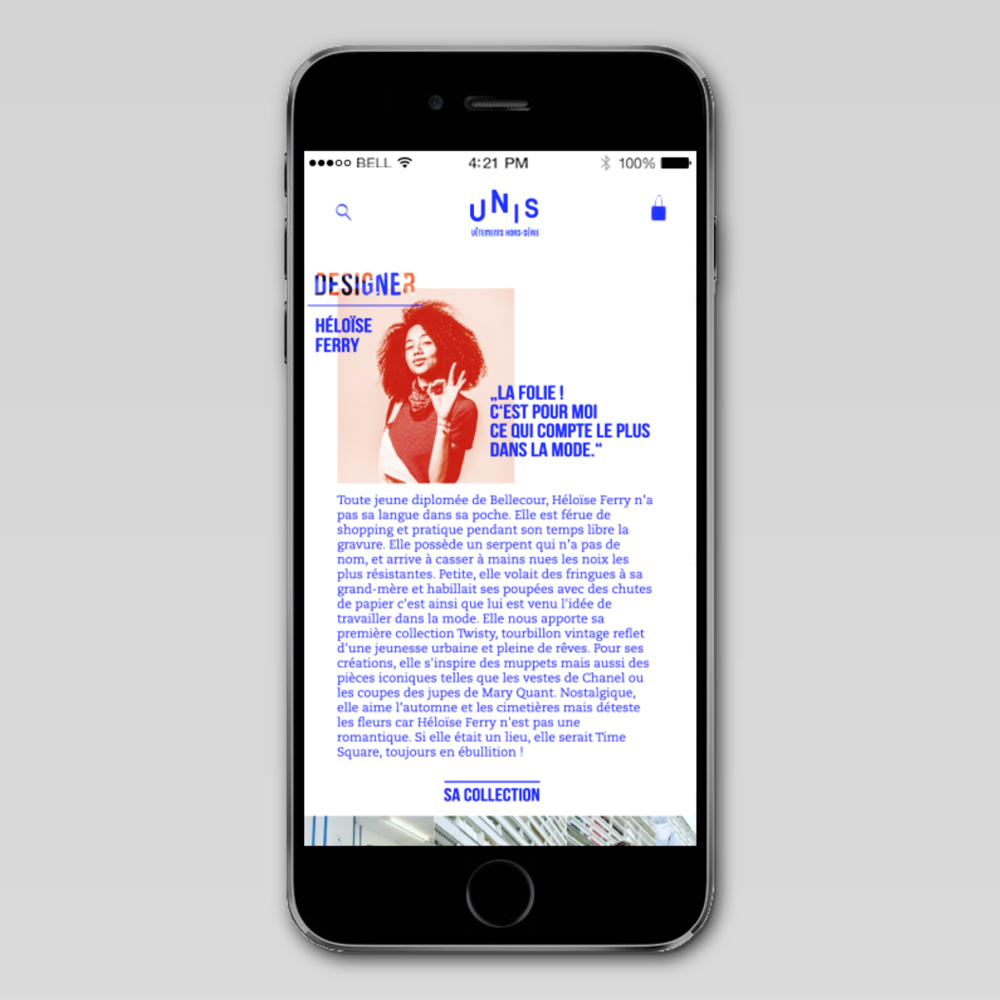 BELL 4:21 PM 100%
UNIS
VÊTEMENTS HORS-SÉRIE
DESIGNER
HÉLOÏSE
FERRY
„LA FOLIE !
C'EST POUR MOI
CE QUI COMPTE LE PLUS
DANS LA MODE.“
Toute jeune diplomée de Bellecour, Héloïse Ferry n'a
pas sa langue dans sa poche. Elle est férue de
shopping et pratique pendant son temps libre la
gravure. Elle possède un serpent qui n'a pas de
nom, et arrive à casser à mains nues les noix les
plus résistantes. Petite, elle volait des fringues à sa
grand-mère et habillait ses poupées avec des chutes
de papier c'est ainsi que lui est venu l'idée de
travailler dans la mode. Elle nous apporte sa
première collection Twisty, tourbillon vintage reflet
d'une jeunesse urbaine et pleine de rêves. Pour ses
créations, elle s'inspire des muppets mais aussi des
pièces iconiques telles que les vestes de Chanel ou
les coupes des jupes de Mary Quant. Nostalgique,
elle aime l'automne et les cimetières mais déteste
les fleurs car Héloïse Ferry n'est pas une
romantique. Si elle était un lieu, elle serait Time
Square, toujours en ébullition !
SA COLLECTION